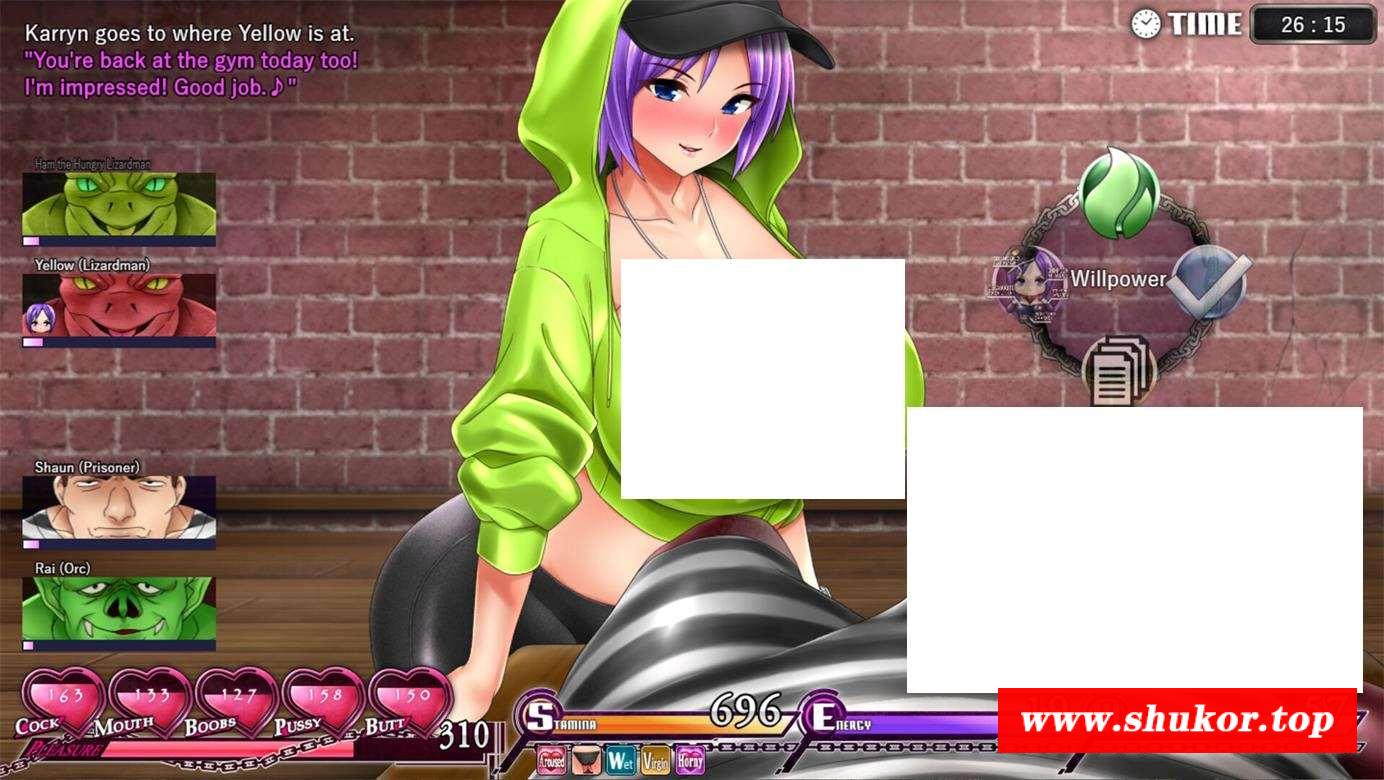 Karryn goes to where Yellow is at.
"You're back at the gym today too!
I'm impressed! Good job.♪"
TIME 26:15
Ham the Hungry Lizardman
Yellow (Lizardman)
Willpower
Shaun (Prisoner)
Rai (Orc)
163 133 127 158 150
COCK MOUTH BOOBS PUSSY BUTT
PLEASURE 310
STAMINA 696
ENERGY
Aroused Wet Virgin Horny
www.shukor.top